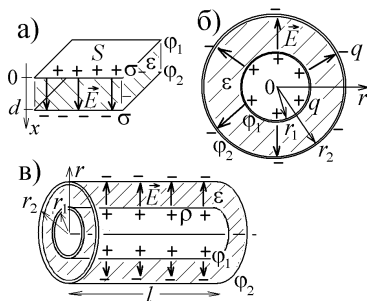 а)
S
φ₁
0
+ + + +
σ
ε
φ₂
E⃗
d
x
− − − − −
σ
б)
E⃗
−q
ε
0
q
r
φ₁
r₁
r₂
φ₂
в)
r
r₂
r₁
E⃗
ε
+ + + +
ρ
+ + + +
φ₁
φ₂
l